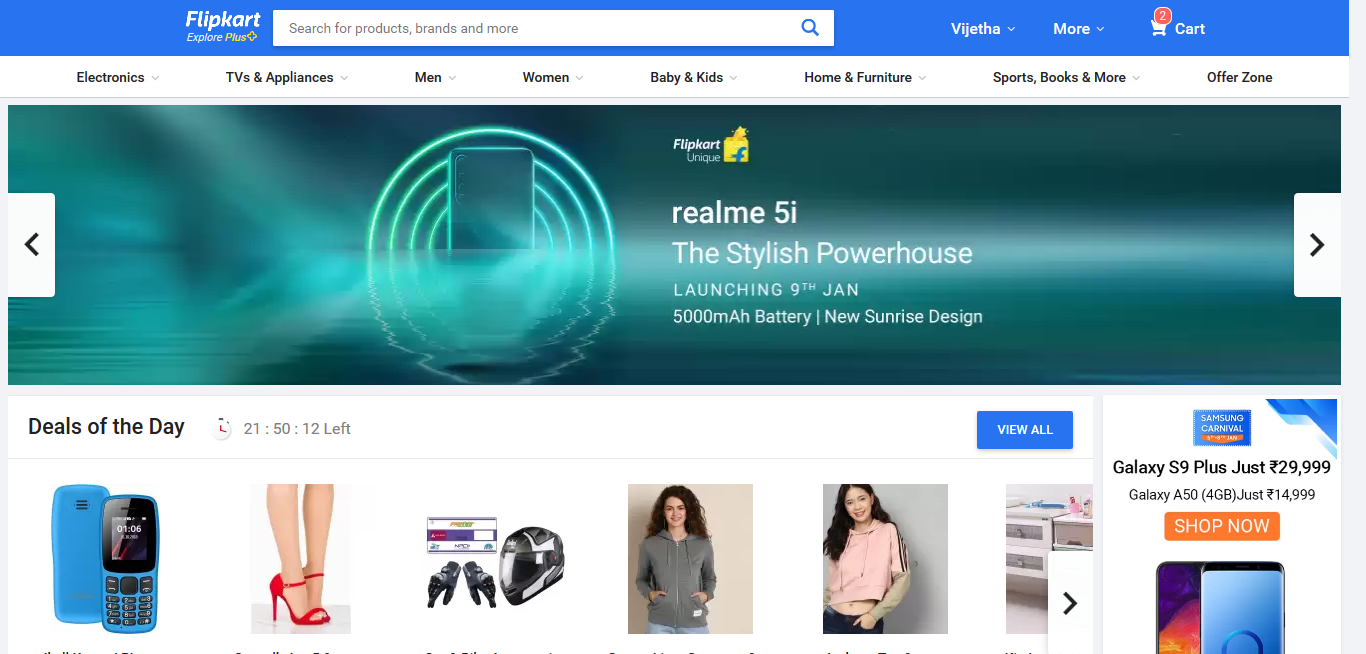 Flipkart
Explore Plus
Search for products, brands and more
Vijetha
More
2
Cart
Electronics
TVs & Appliances
Men
Women
Baby & Kids
Home & Furniture
Sports, Books & More
Offer Zone
Flipkart
Unique
realme 5i
The Stylish Powerhouse
LAUNCHING 9TH JAN
5000mAh Battery | New Sunrise Design
Deals of the Day
21 : 50 : 12 Left
VIEW ALL
SAMSUNG
CARNIVAL
Galaxy S9 Plus Just ₹29,999
Galaxy A50 (4GB)Just ₹14,999
SHOP NOW
01:06